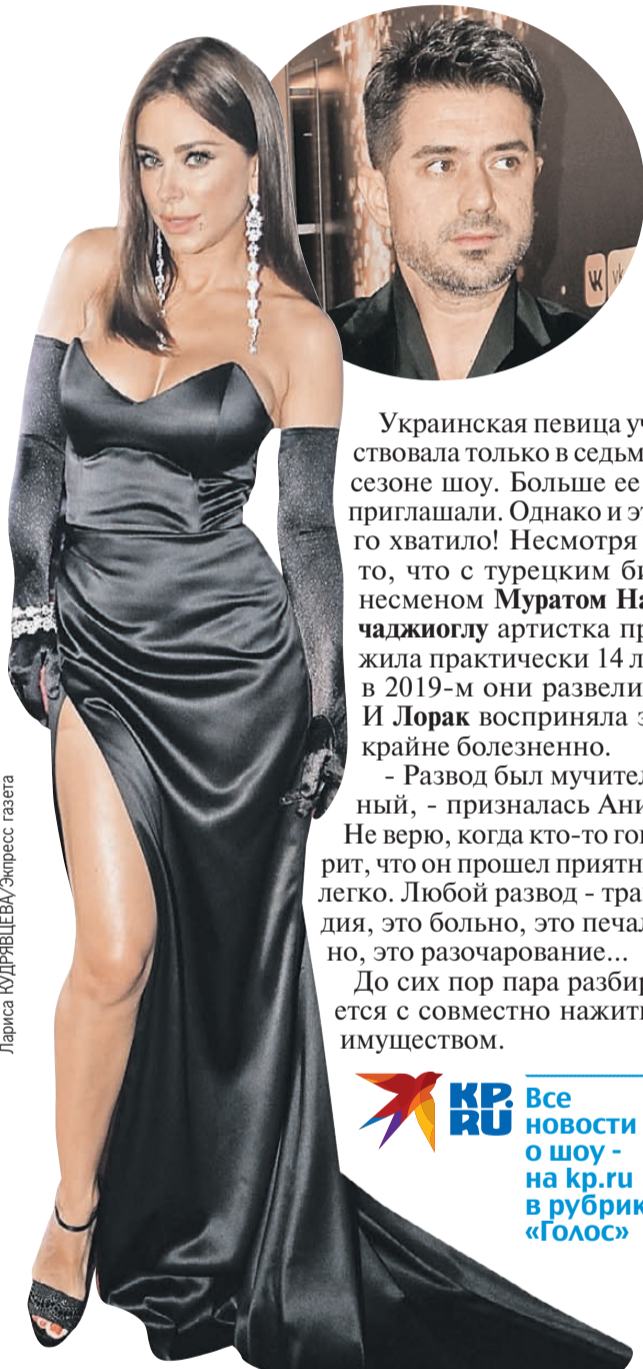 Украинская певица уч
ствовала только в седьм
сезоне шоу. Больше ее
приглашали. Однако и эт
го хватило! Несмотря
то, что с турецким би
несменом Муратом На
чаджиоглу артистка пр
жила практически 14 л
в 2019-м они развели
И Лорак восприняла э
крайне болезненно.
- Развод был мучител
ный, - призналась Ани
Не верю, когда кто-то гов
рит, что он прошел приятн
легко. Любой развод - тра
дия, это больно, это печал
но, это разочарование...
До сих пор пара разбир
ется с совместно нажит
имуществом.
KP.
RU
Все
новости
о шоу -
на kp.ru
в рубрик
«Голос»
Лариса КУДРЯВЦЕВА/Экпресс газета
vk